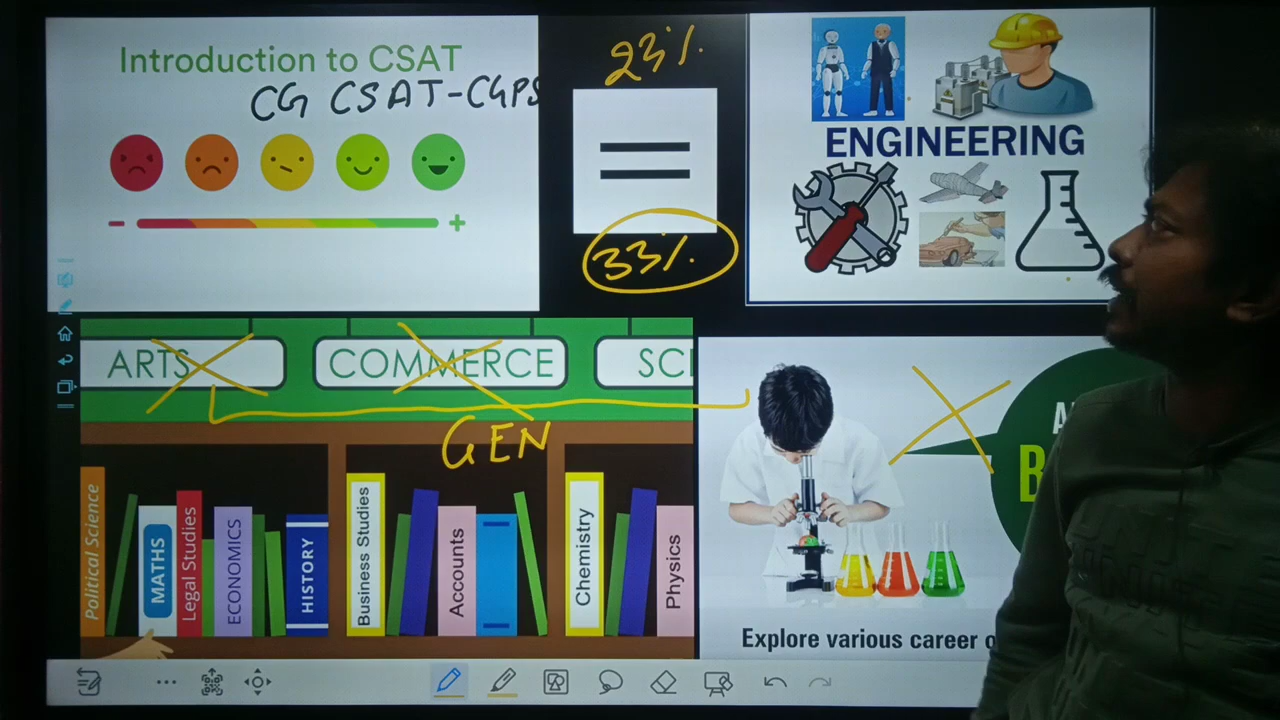 Introduction to CSAT
CG CSAT-CGPS
23%
33%
ENGINEERING
ARTS
COMMERCE
SCI
GEN
Political Science
MATHS
Legal Studies
ECONOMICS
HISTORY
Business Studies
Accounts
Chemistry
Physics
A
B
Explore various career o